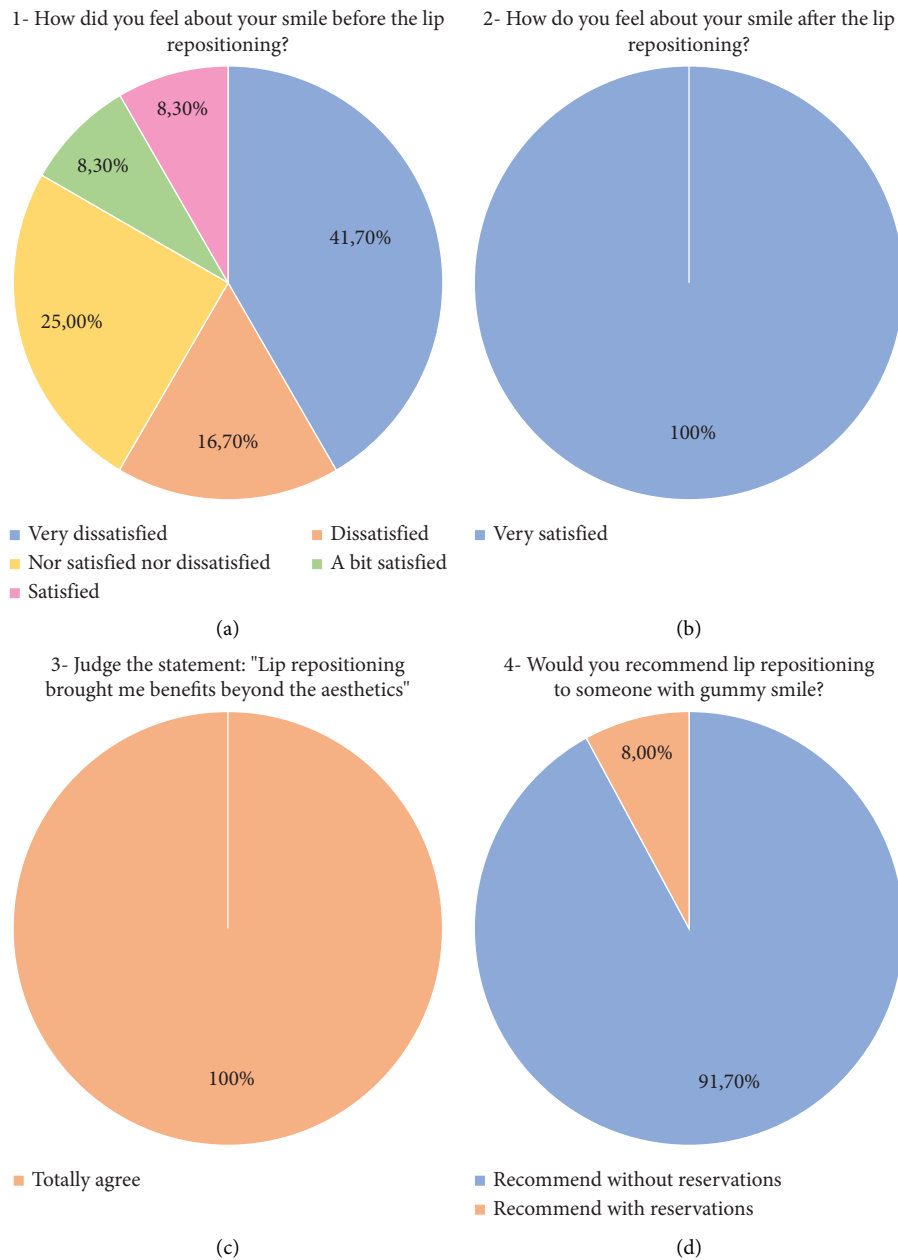 1- How did you feel about your smile before the lip
repositioning?
8,30%
8,30%
41,70%
25,00%
16,70%
Very dissatisfied
Dissatisfied
Nor satisfied nor dissatisfied
A bit satisfied
Satisfied
(a)
2- How do you feel about your smile after the lip
repositioning?
100%
Very satisfied
(b)
3- Judge the statement: "Lip repositioning
brought me benefits beyond the aesthetics"
100%
Totally agree
(c)
4- Would you recommend lip repositioning
to someone with gummy smile?
8,00%
91,70%
Recommend without reservations
Recommend with reservations
(d)